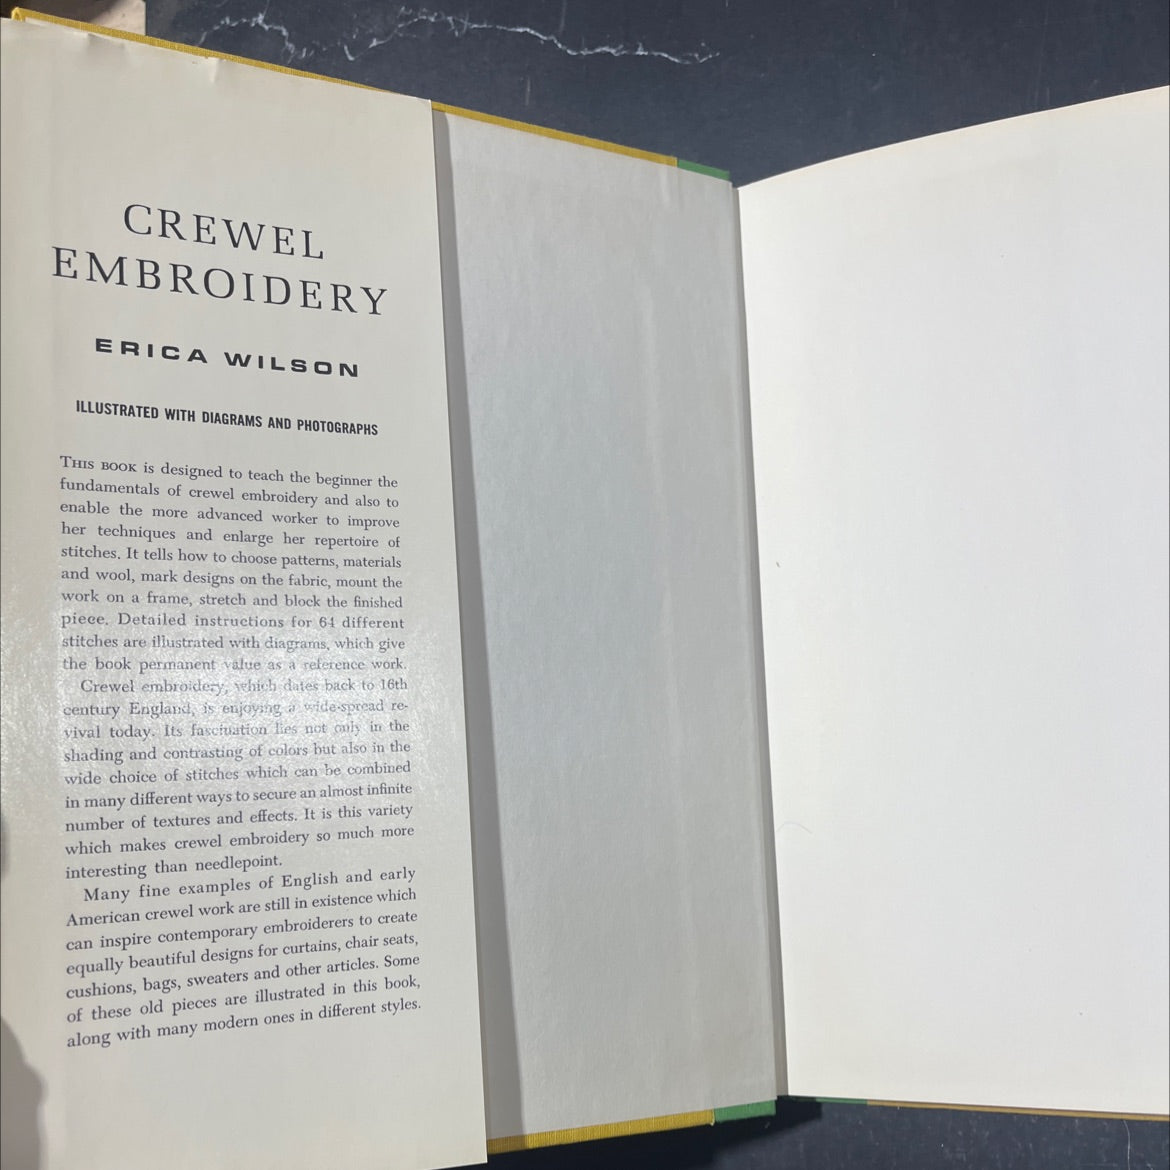 CREWEL
EMBROIDERY
ERICA WILSON
ILLUSTRATED WITH DIAGRAMS AND PHOTOGRAPHS
THIS BOOK is designed to teach the beginner the
fundamentals of crewel embroidery and also to
enable the more advanced worker to improve
her techniques and enlarge her repertoire of
stitches. It tells how to choose patterns, materials
and wool, mark designs on the fabric, mount the
work on a frame, stretch and block the finished
piece. Detailed instructions for 64 different
stitches are illustrated with diagrams, which give
the book permanent value as a reference work.
Crewel embroidery, which dates back to 16th
century England, is enjoying a wide-spread re-
vival today. Its fascination lies not only in the
shading and contrasting of colors but also in the
wide choice of stitches which can be combined
in many different ways to secure an almost infinite
number of textures and effects. It is this variety
which makes crewel embroidery so much more
interesting than needlepoint.
Many fine examples of English and early
American crewel work are still in existence which
can inspire contemporary embroiderers to create
equally beautiful designs for curtains, chair seats,
cushions, bags, sweaters and other articles. Some
of these old pieces are illustrated in this book,
along with many modern ones in different styles.